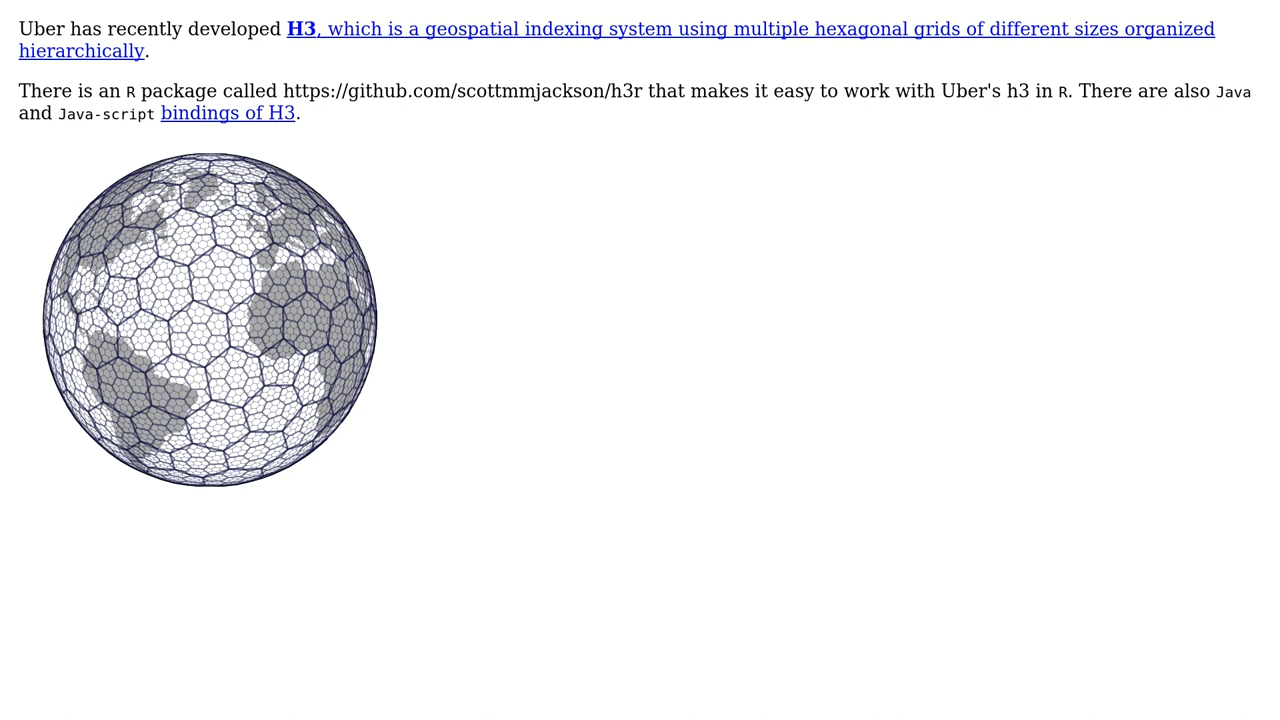 Uber has recently developed H3, which is a geospatial indexing system using multiple hexagonal grids of different sizes organized
hierarchically.
There is an R package called https://github.com/scottmmjackson/h3r that makes it easy to work with Uber's h3 in R. There are also Java
and Java-script bindings of H3.